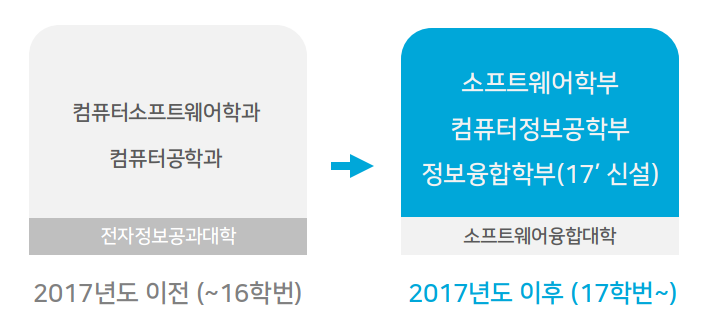 컴퓨터소프트웨어학과
컴퓨터공학과
전자정보공과대학
2017년도 이전 (~16학번)
소프트웨어학부
컴퓨터정보공학부
정보융합학부(17’ 신설)
소프트웨어융합대학
2017년도 이후 (17학번~)